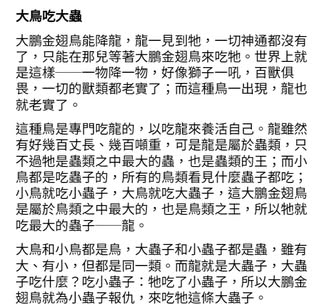 大鳥吃大蟲
大鵬金翅鳥能降龍，龍一見到牠，一切神通都沒有
了，只能在那兒等著大鵬金翅鳥來吃牠。世界上就
是這樣──一物降一物，好像獅子一吼，百獸俱
畏，一切的獸類都老實了；而這種鳥一出現，龍也
就老實了。
這種鳥是專門吃龍的，以吃龍來養活自己。龍雖然
有好幾百丈長、幾百噸重，可是龍是屬於蟲類，只
不過牠是蟲類之中最大的蟲，也是蟲類的王；而小
鳥都是吃蟲子的，所有的鳥類看見什麼蟲子都吃；
小鳥就吃小蟲子，大鳥就吃大蟲子，這大鵬金翅鳥
是屬於鳥類之中最大的，也是鳥類之王，所以牠就
吃最大的蟲子──龍。
大鳥和小鳥都是鳥，大蟲子和小蟲子都是蟲，雖有
大、有小，但都是同一類。而龍就是大蟲子，大蟲
子吃什麼？吃小蟲子：牠吃了小蟲子，所以大鵬金
翅鳥就為小蟲子報仇，來吃牠這條大蟲子。